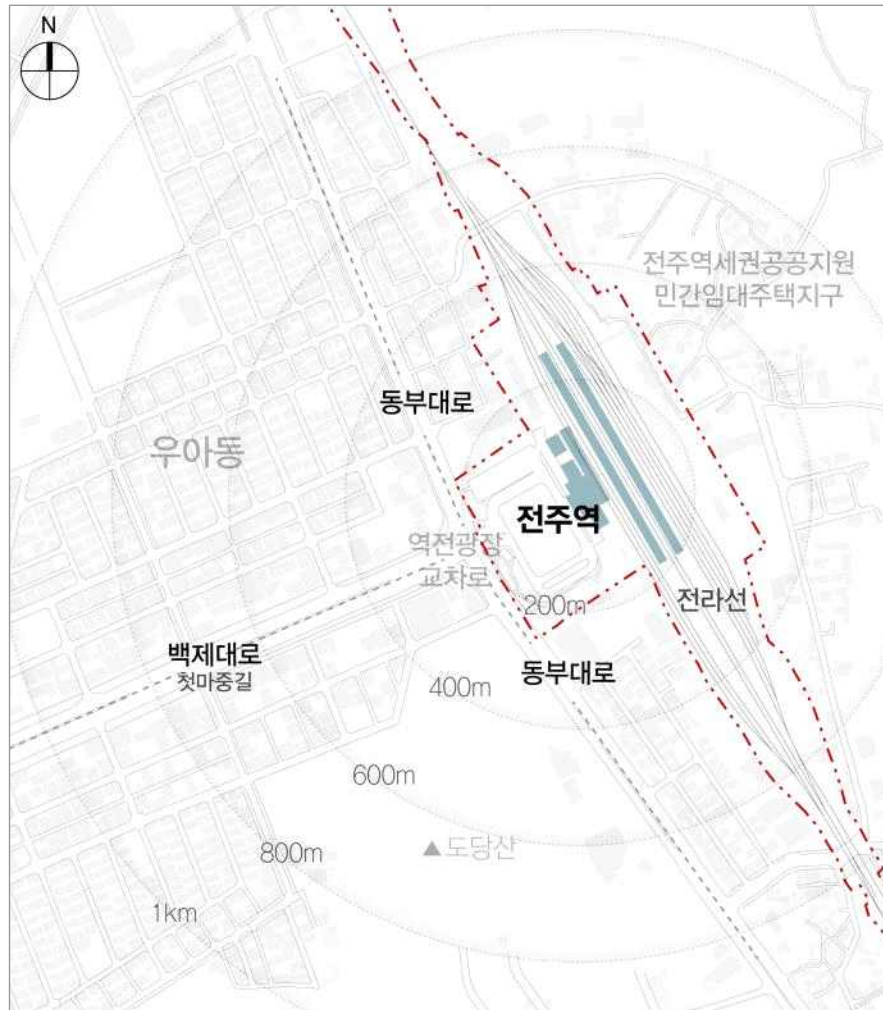 N
전주역세권공공지원
민간임대주택지구
동부대로
우아동
전주역
역전광장
교차로
200m
전라선
백제대로
첫마중길
동부대로
400m
600m
▲도당산
800m
1km